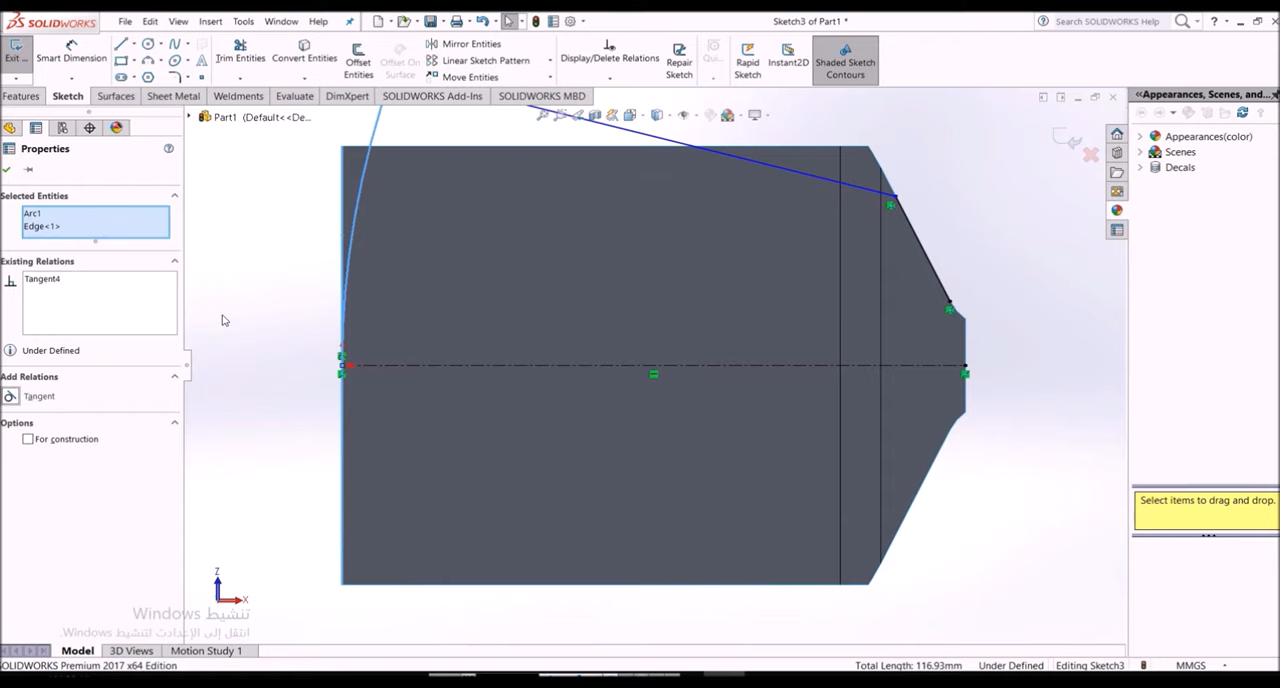 SOLIDWORKS File Edit View Insert Tools Window Help Sketch3 of Part1 * Search SOLIDWORKS Help ?
Exit ... Smart Dimension Trim Entities Convert Entities Offset Entities Offset On Surface Mirror Entities Linear Sketch Pattern Move Entities Display/Delete Relations Repair Sketch Qui... Rapid Sketch Instant2D Shaded Sketch Contours
Features Sketch Surfaces Sheet Metal Weldments Evaluate DimXpert SOLIDWORKS Add-Ins SOLIDWORKS MBD
Appearances, Scenes, and...
Part1 (Default<<De...
Properties
Selected Entities
Arc1
Edge<1>
Existing Relations
Tangent4
Under Defined
Add Relations
Tangent
Options
For construction
Appearances(color)
Scenes
Decals
Select items to drag and drop.
Z
X
تنشيط Windows
انتقل إلى الإعدادات لتنشيط Windows.
Model 3D Views Motion Study 1
SOLIDWORKS Premium 2017 x64 Edition Total Length: 116.93mm Under Defined Editing Sketch3 MMGS